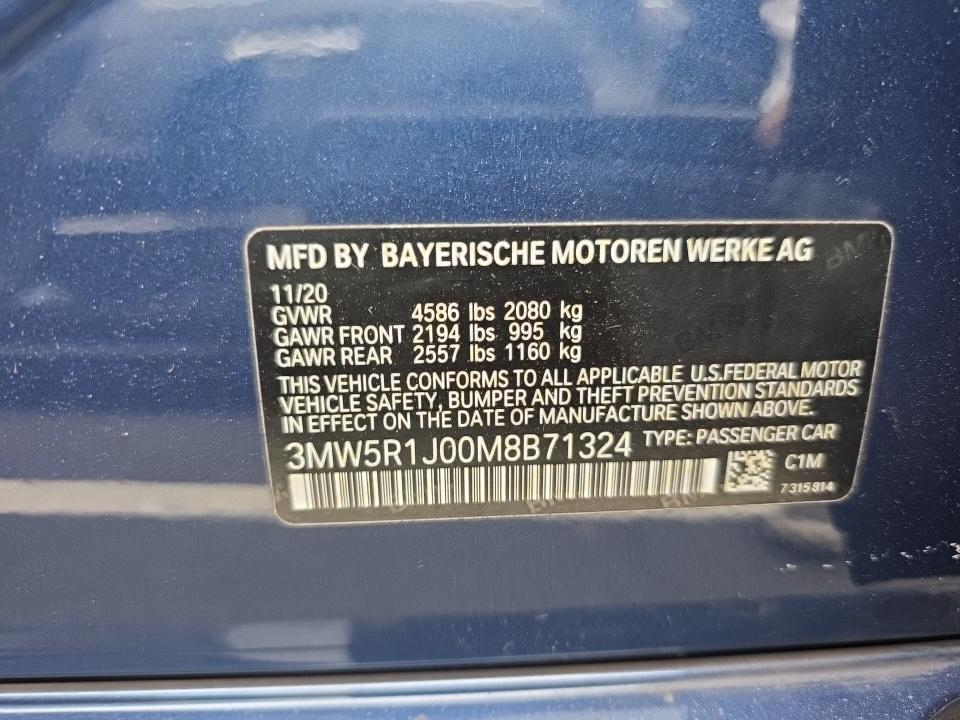 MFD BY BAYERISCHE MOTOREN WERKE AG
11/20
GVWR 4586 lbs 2080 kg
GAWR FRONT 2194 lbs 995 kg
GAWR REAR 2557 lbs 1160 kg
THIS VEHICLE CONFORMS TO ALL APPLICABLE U.S.FEDERAL MOTOR
VEHICLE SAFETY, BUMPER AND THEFT PREVENTION STANDARDS
IN EFFECT ON THE DATE OF MANUFACTURE SHOWN ABOVE.
3MW5R1J00M8B71324 TYPE: PASSENGER CAR
C1M
7 315 814